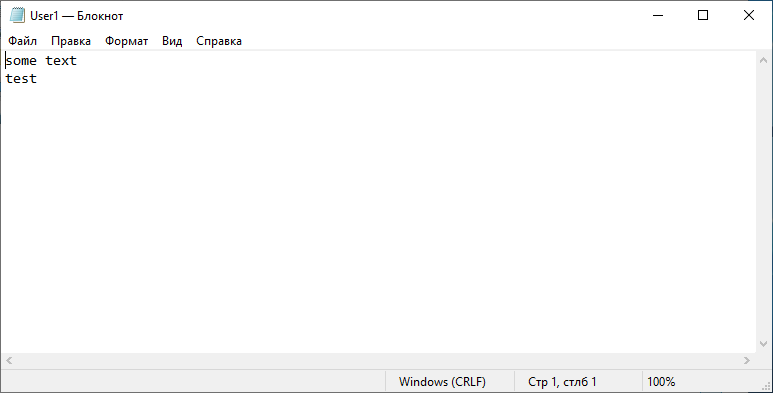 User1 — Блокнот
Файл Правка Формат Вид Справка
some text
test
Windows (CRLF) Стр 1, стлб 1 100%